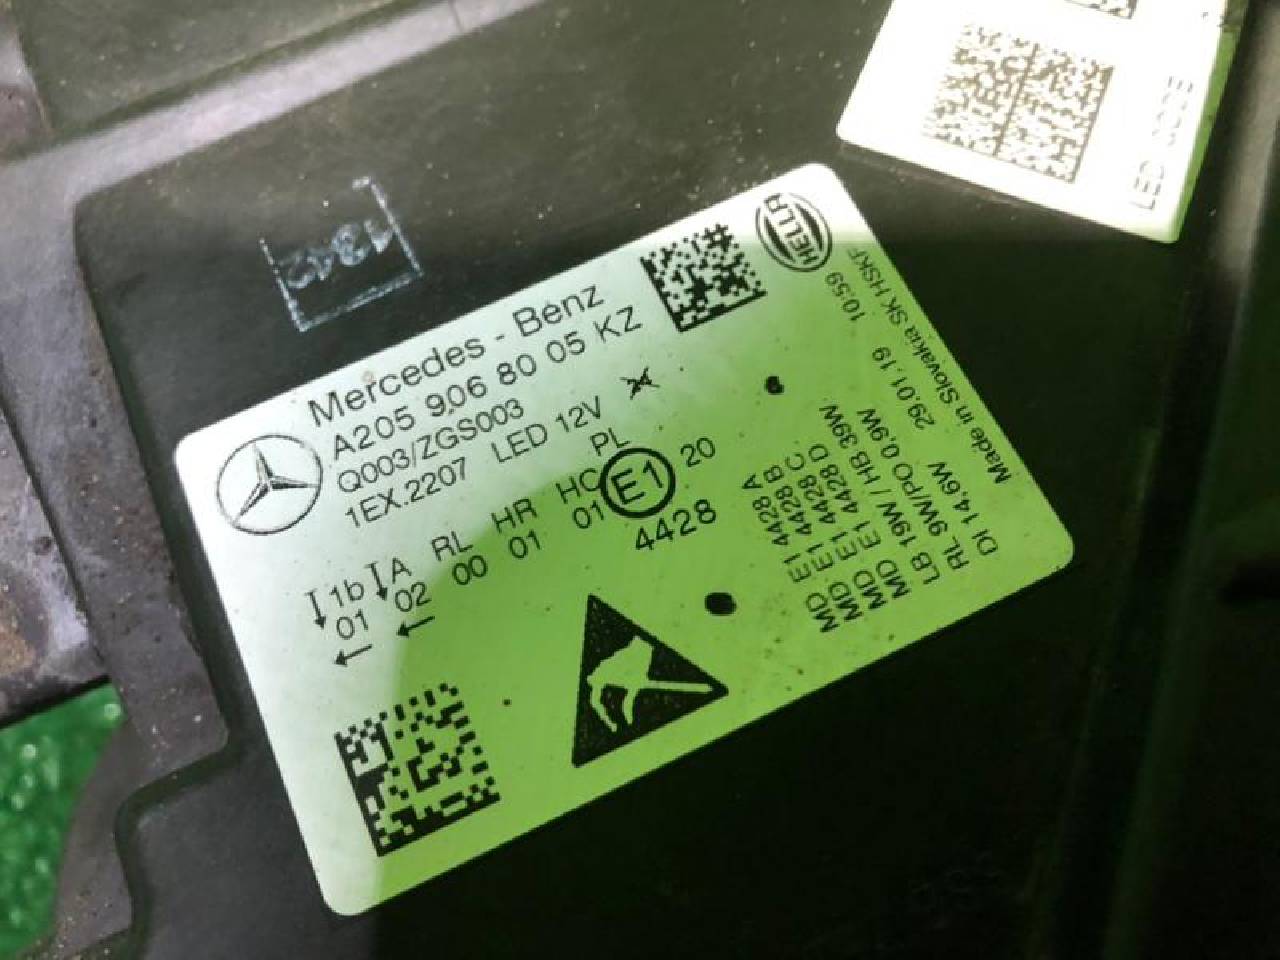 1342
LED
HELLA
Mercedes - Benz
A205 906 80 05 KZ
Q003/ZGS003
1EX.2207 LED 12V
PL
1b A RL HR HC
01 02 00 01 01
E1 20
4428
10:59
29.01.19
Made in Slovakia SK HSKF
MD E1 4428 A
MD E1 4428 B
MD E1 4428 C
MD E1 4428 D
LB 19W / HB 39W
RL 9W/PO 0,9W
DI 14,6W